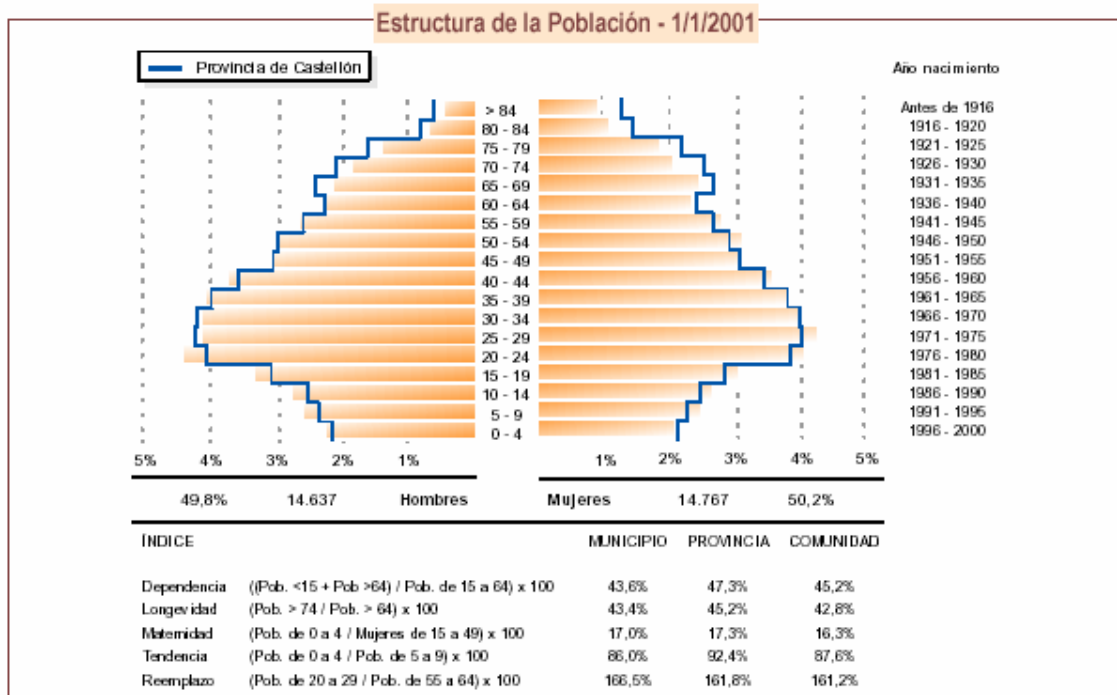 Estructura de la Población - 1/1/2001
Provincia de Castellón
Año nacimiento
> 84 Antes de 1916
80 - 84 1916 - 1920
75 - 79 1921 - 1925
70 - 74 1926 - 1930
65 - 69 1931 - 1935
60 - 64 1936 - 1940
55 - 59 1941 - 1945
50 - 54 1946 - 1950
45 - 49 1951 - 1955
40 - 44 1956 - 1960
35 - 39 1961 - 1965
30 - 34 1966 - 1970
25 - 29 1971 - 1975
20 - 24 1976 - 1980
15 - 19 1981 - 1985
10 - 14 1986 - 1990
5 - 9 1991 - 1995
0 - 4 1996 - 2000
5% 4% 3% 2% 1% 1% 2% 3% 4% 5%
49,8% 14.637 Hombres Mujeres 14.767 50,2%
ÍNDICE MUNICIPIO PROVINCIA COMUNIDAD
Dependencia ((Pob. <15 + Pob >64) / Pob. de 15 a 64) x 100 43,6% 47,3% 45,2%
Longevidad (Pob. > 74 / Pob. > 64) x 100 43,4% 45,2% 42,8%
Maternidad (Pob. de 0 a 4 / Mujeres de 15 a 49) x 100 17,0% 17,3% 16,3%
Tendencia (Pob. de 0 a 4 / Pob. de 5 a 9) x 100 86,0% 92,4% 87,6%
Reemplazo (Pob. de 20 a 29 / Pob. de 55 a 64) x 100 166,5% 161,8% 161,2%